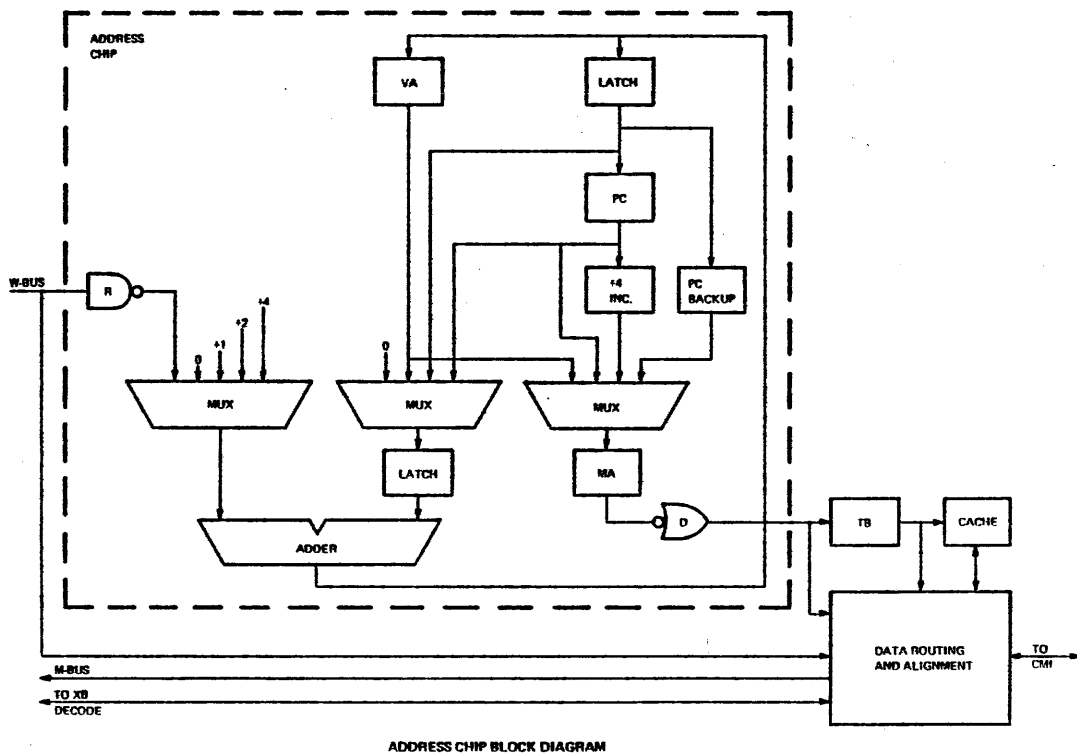 ADDRESS
CHIP
VA
LATCH
PC
W-BUS
R
+4
INC.
PC
BACKUP
0
+1
+2
+4
0
MUX
MUX
MUX
LATCH
MA
ADDER
D
TB
CACHE
DATA ROUTING
AND ALIGNMENT
TO
CMI
M-BUS
TO XB
DECODE
ADDRESS CHIP BLOCK DIAGRAM